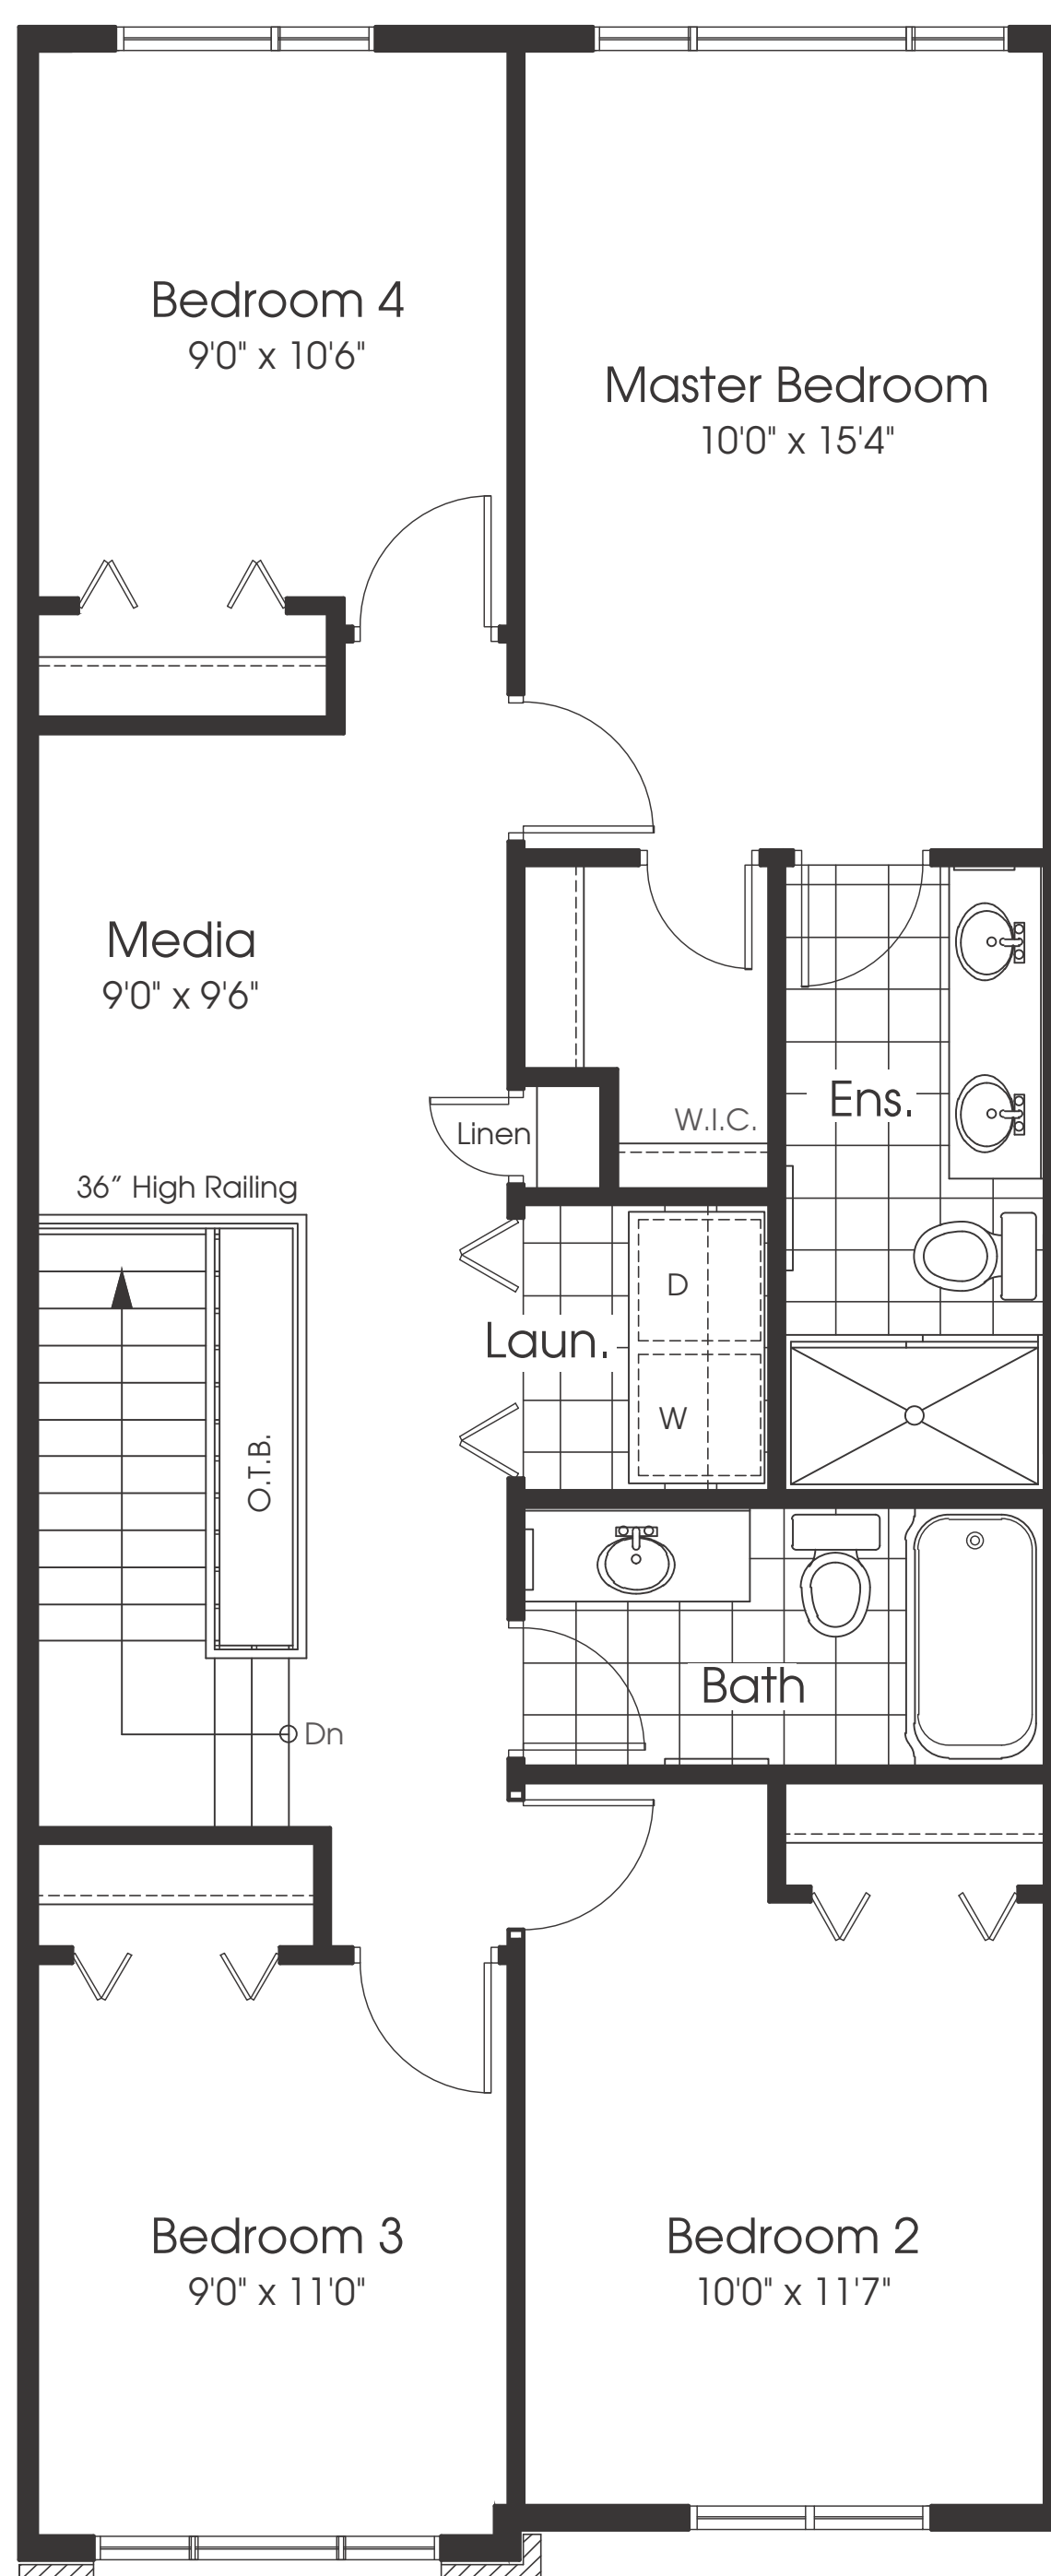 Bedroom 4
9'0" x 10'6"
Master Bedroom
10'0" x 15'4"
Media
9'0" x 9'6"
Ens.
W.I.C.
Linen
36" High Railing
D
Laun.
W
O.T.B.
Bath
Dn
Bedroom 3
9'0" x 11'0"
Bedroom 2
10'0" x 11'7"